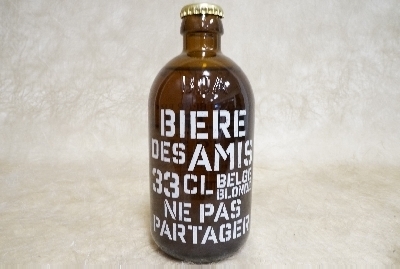 BIERE
DES AMIS
33 CL BELGE
BLONDE
NE PAS
PARTAGER